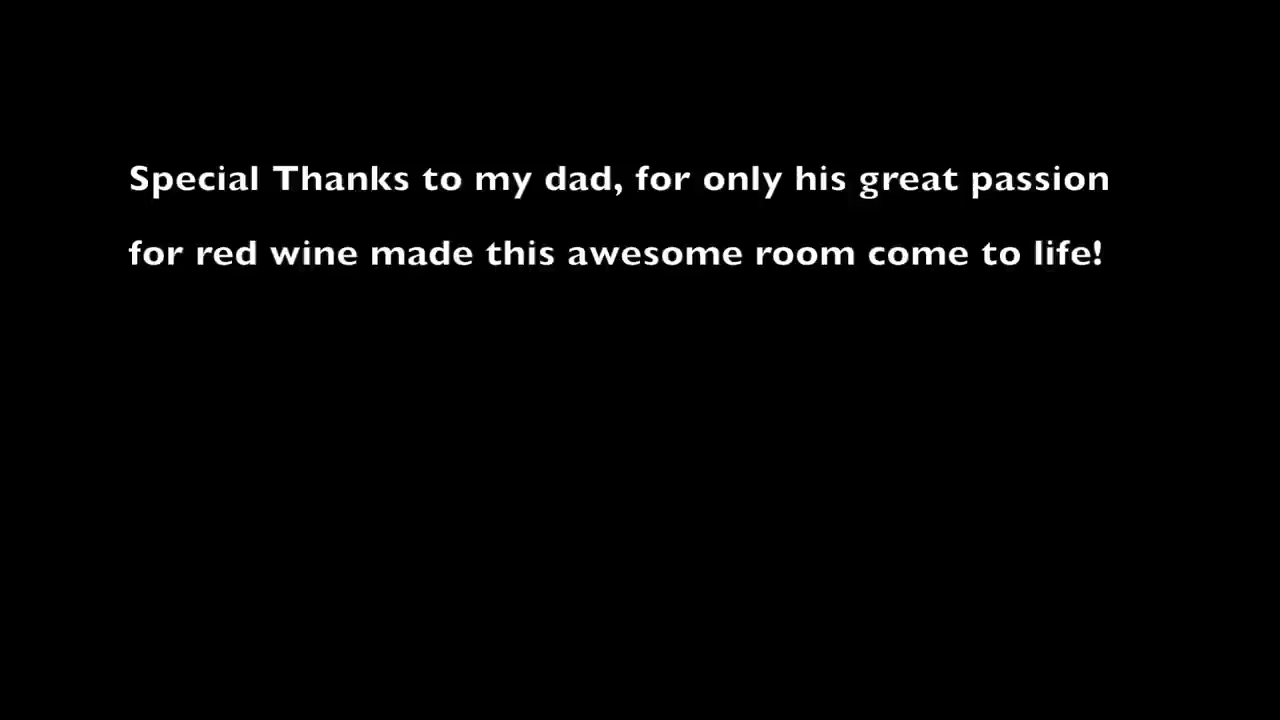 Special Thanks to my dad, for only his great passion
for red wine made this awesome room come to life!